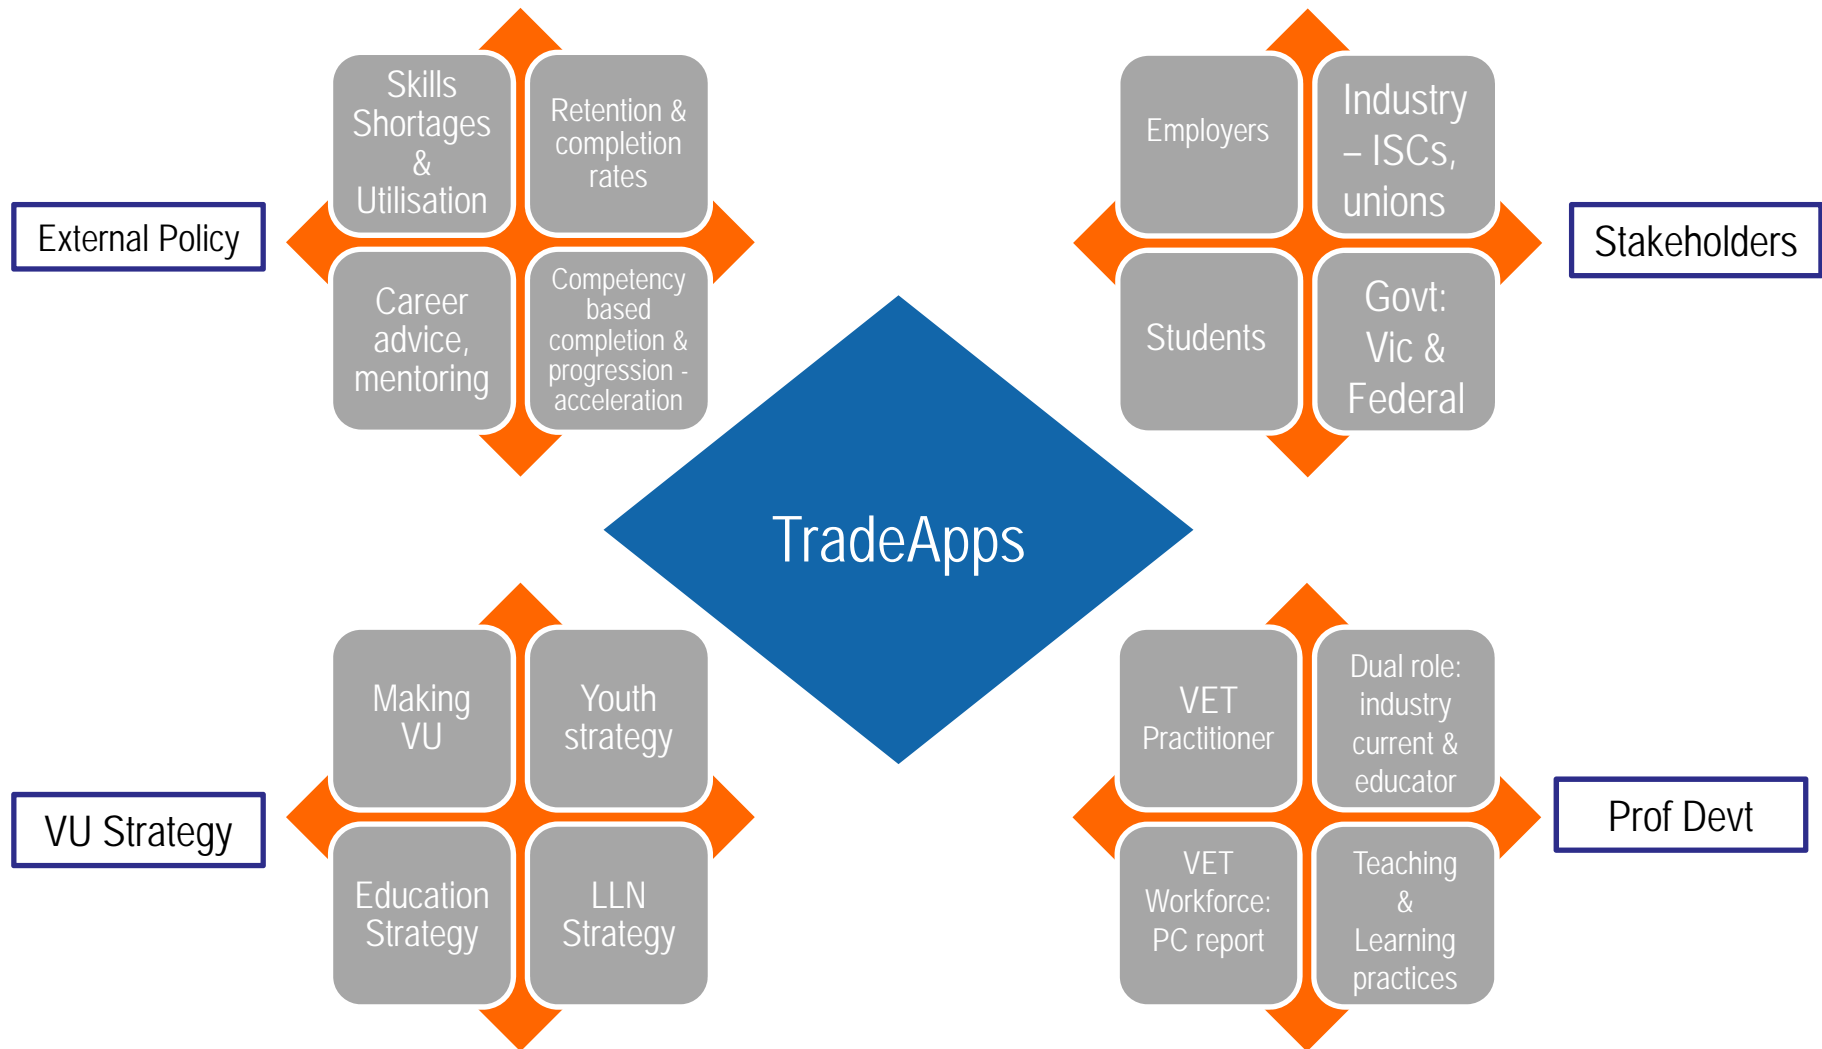 External Policy
Skills
Shortages
&
Utilisation
Retention &
completion
rates
Career
advice,
mentoring
Competency
based
completion &
progression -
acceleration
Employers
Industry
– ISCs,
unions
Students
Govt:
Vic &
Federal
Stakeholders
TradeApps
VU Strategy
Making
VU
Youth
strategy
Education
Strategy
LLN
Strategy
VET
Practitioner
Dual role:
industry
current &
educator
VET
Workforce:
PC report
Teaching
&
Learning
practices
Prof Devt